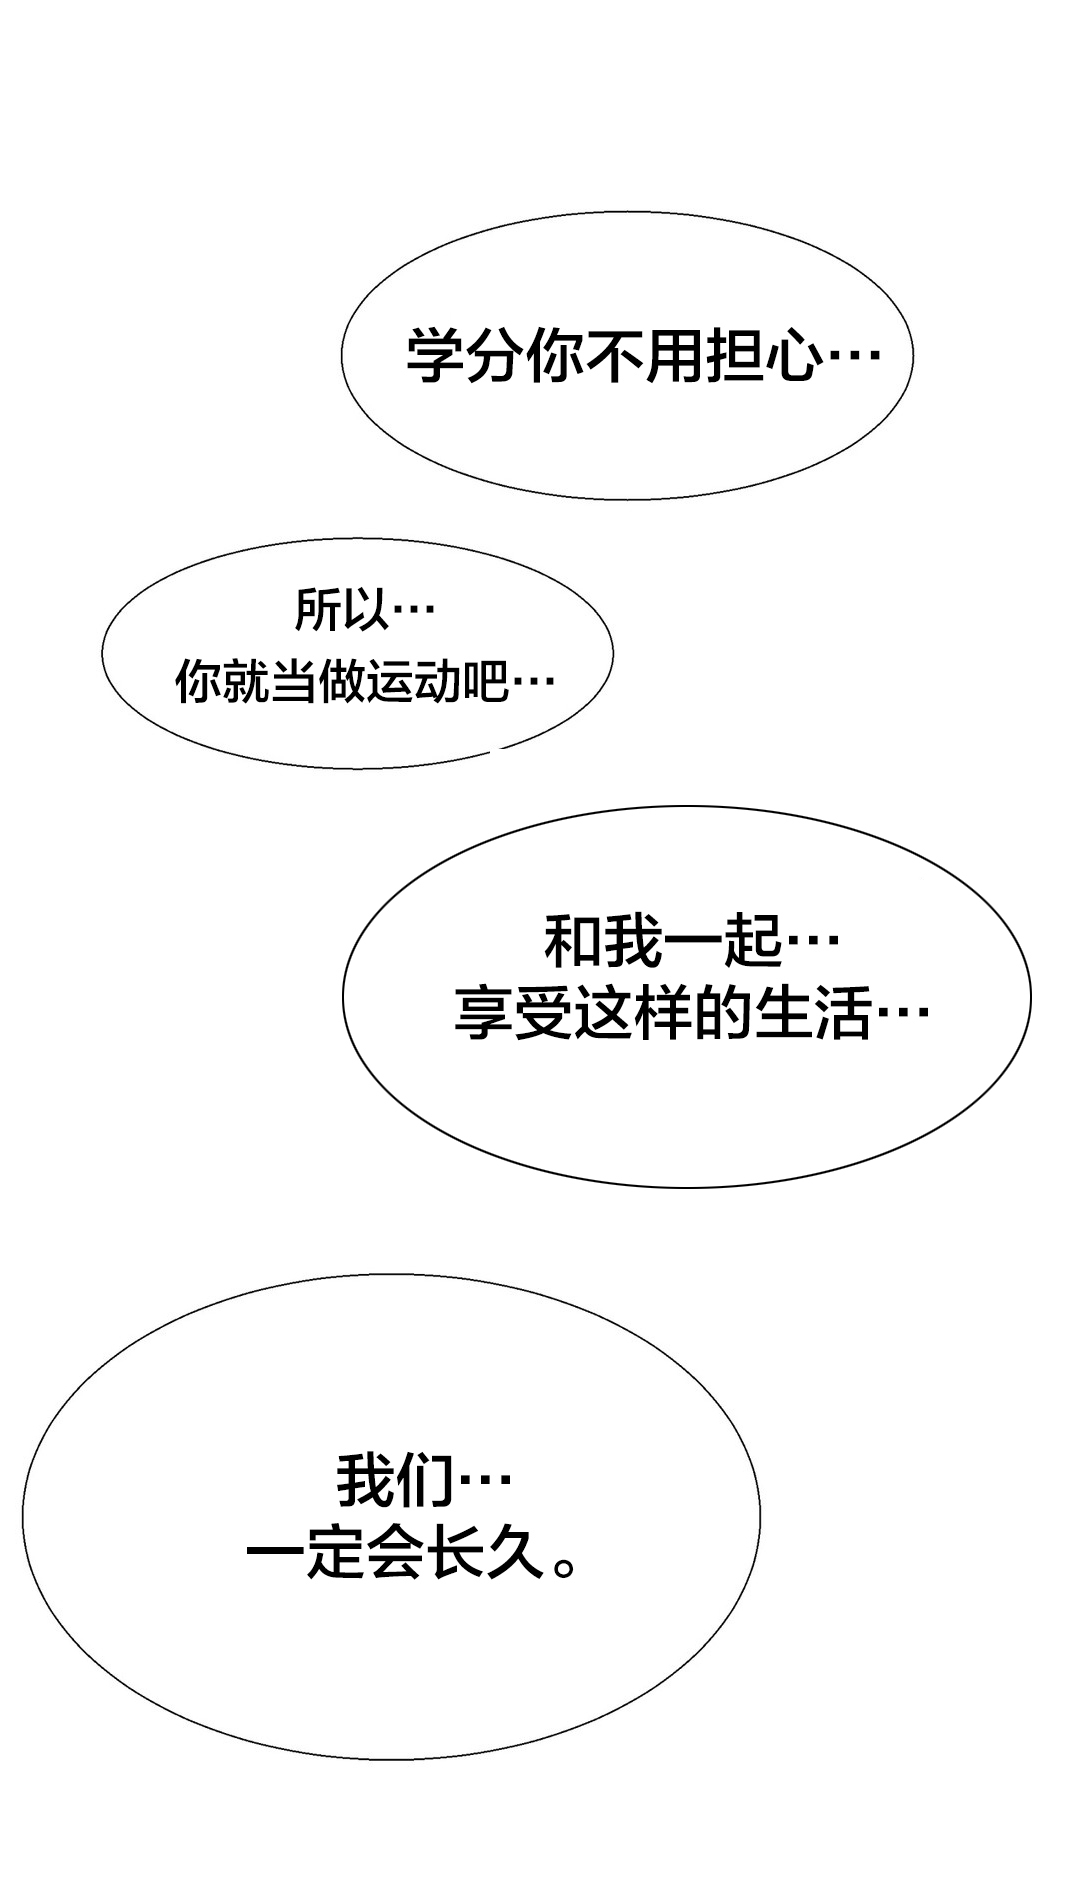 学分你不用担心…
所以…
你就当做运动吧…
和我一起…
享受这样的生活…
我们…
一定会长久。